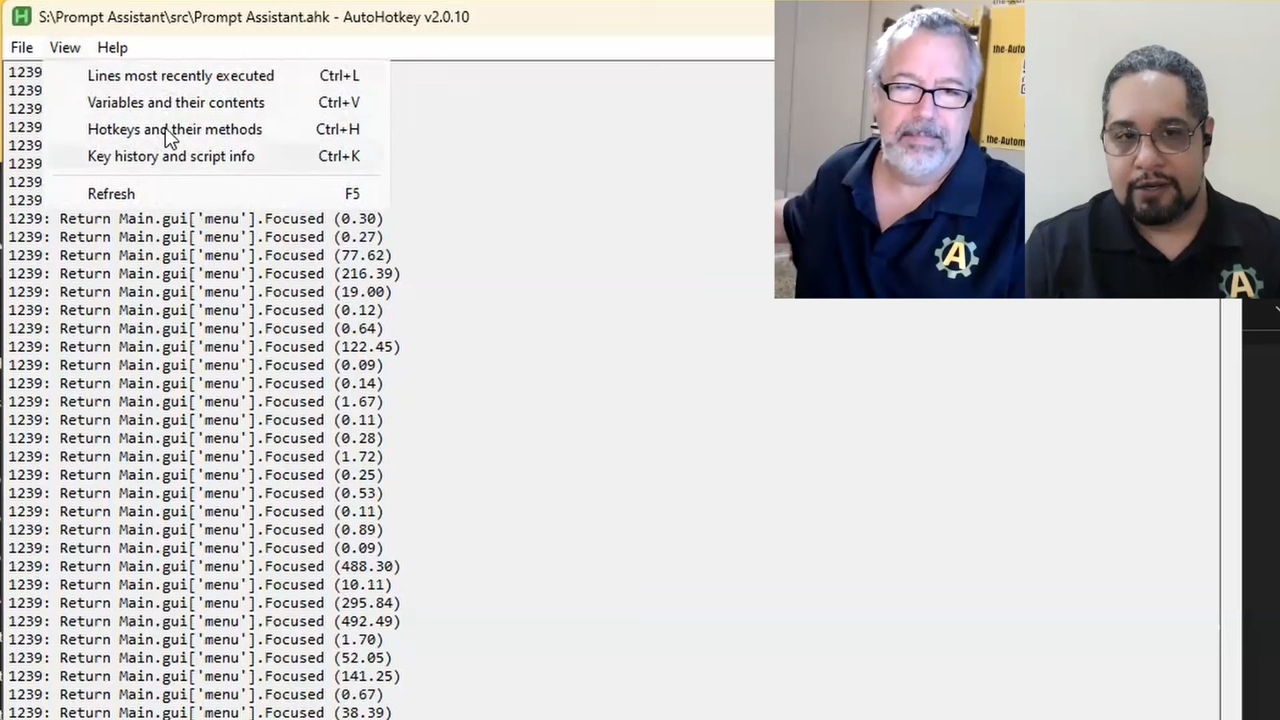 S:\Prompt Assistant\src\Prompt Assistant.ahk - AutoHotkey v2.0.10
File View Help
Lines most recently executed Ctrl+L
Variables and their contents Ctrl+V
Hotkeys and their methods Ctrl+H
Key history and script info Ctrl+K
Refresh F5
1239
1239
1239
1239
1239
1239
1239
1239
1239: Return Main.gui['menu'].Focused (0.30)
1239: Return Main.gui['menu'].Focused (0.27)
1239: Return Main.gui['menu'].Focused (77.62)
1239: Return Main.gui['menu'].Focused (216.39)
1239: Return Main.gui['menu'].Focused (19.00)
1239: Return Main.gui['menu'].Focused (0.12)
1239: Return Main.gui['menu'].Focused (0.64)
1239: Return Main.gui['menu'].Focused (122.45)
1239: Return Main.gui['menu'].Focused (0.09)
1239: Return Main.gui['menu'].Focused (0.14)
1239: Return Main.gui['menu'].Focused (1.67)
1239: Return Main.gui['menu'].Focused (0.11)
1239: Return Main.gui['menu'].Focused (0.28)
1239: Return Main.gui['menu'].Focused (1.72)
1239: Return Main.gui['menu'].Focused (0.25)
1239: Return Main.gui['menu'].Focused (0.53)
1239: Return Main.gui['menu'].Focused (0.11)
1239: Return Main.gui['menu'].Focused (0.89)
1239: Return Main.gui['menu'].Focused (0.09)
1239: Return Main.gui['menu'].Focused (488.30)
1239: Return Main.gui['menu'].Focused (10.11)
1239: Return Main.gui['menu'].Focused (295.84)
1239: Return Main.gui['menu'].Focused (492.49)
1239: Return Main.gui['menu'].Focused (1.70)
1239: Return Main.gui['menu'].Focused (52.05)
1239: Return Main.gui['menu'].Focused (141.25)
1239: Return Main.gui['menu'].Focused (0.67)
1239: Return Main.gui['menu'].Focused (38.39)
the-Auto
the-Autom
A
A